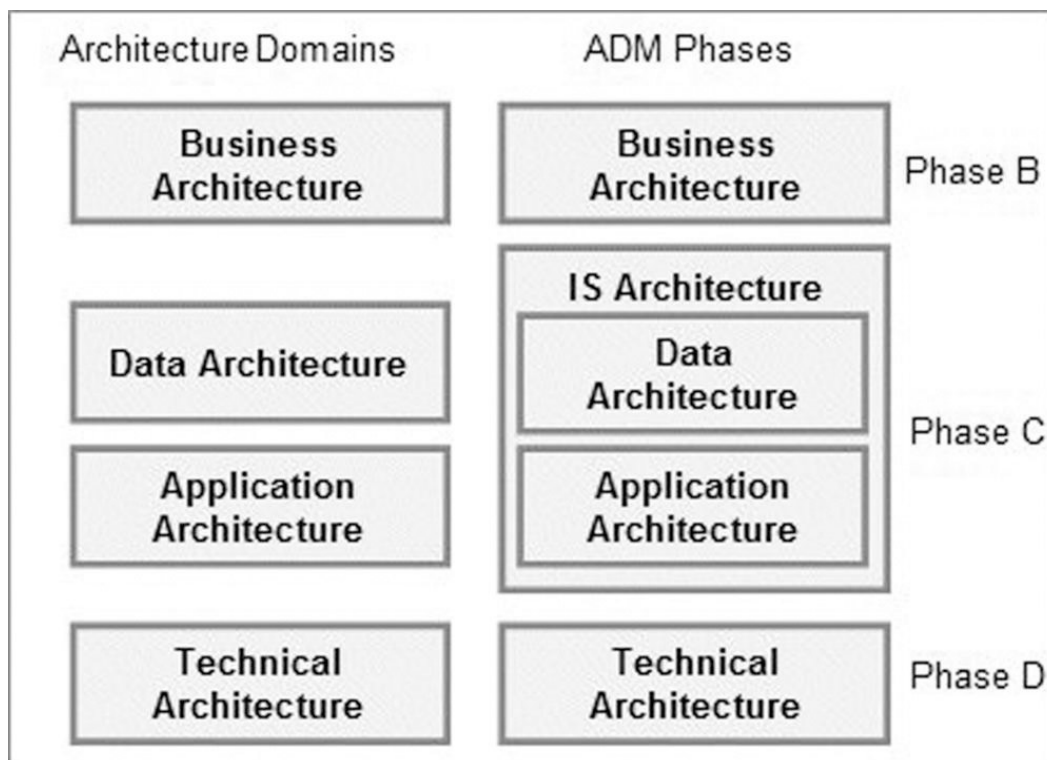 Architecture Domains
ADM Phases
Business
Architecture
Business
Architecture
Phase B
IS Architecture
Data Architecture
Data
Architecture
Phase C
Application
Architecture
Application
Architecture
Technical
Architecture
Technical
Architecture
Phase D